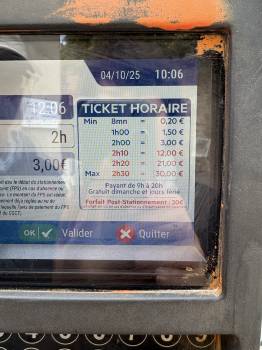 04/10/25 10:06
12:06
TICKET HORAIRE
Min 8mn = 0,20 €
1h00 = 1,50 €
2h
2h00 = 3,00 €
2h10 = 12,00 €
3,00€
2h20 = 21,00 €
Max 2h30 = 30,00 €
Payant de 9h à 20h
Gratuit dimanche et jours férié
Forfait Post-Stationnement : 30€
OK Valider Quitter